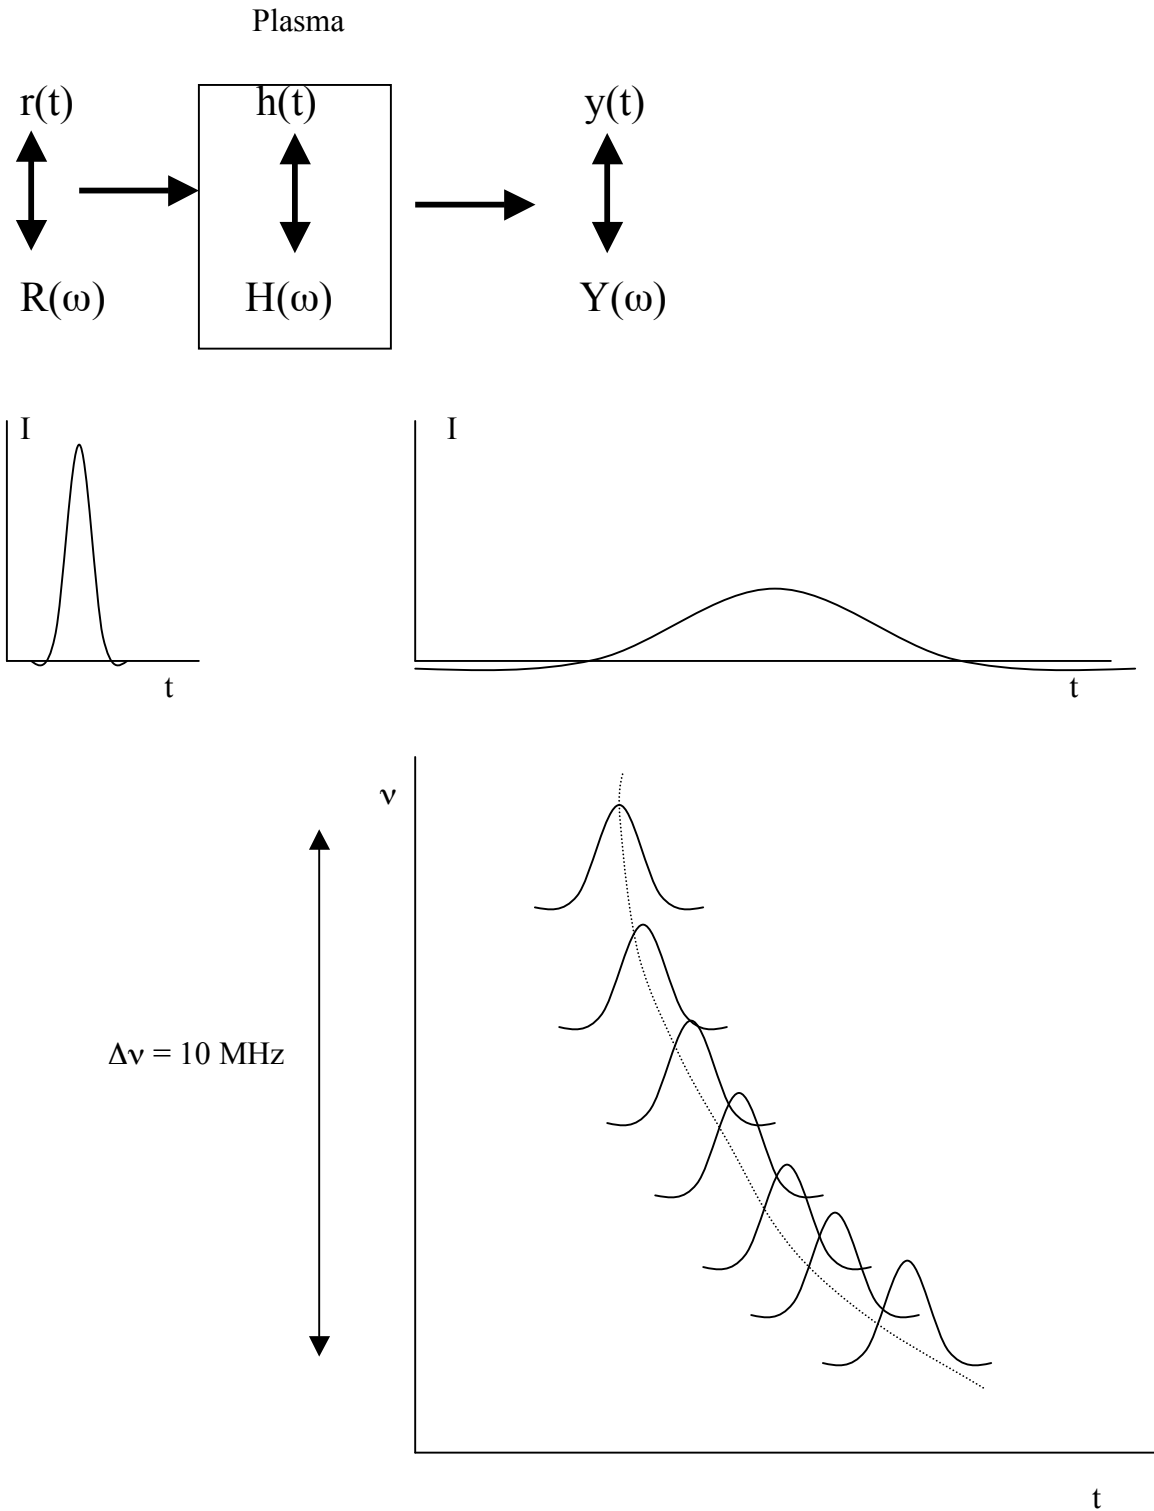 Plasma
r(t) h(t) y(t)
R(ω) H(ω) Y(ω)
I I
t t
ν
Δν = 10 MHz
t